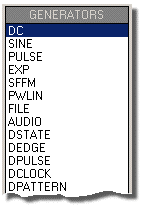 GENERATORS
DC
SINE
PULSE
EXP
SFFM
PWLIN
FILE
AUDIO
DSTATE
DEDGE
DPULSE
DCLOCK
DPATTERN